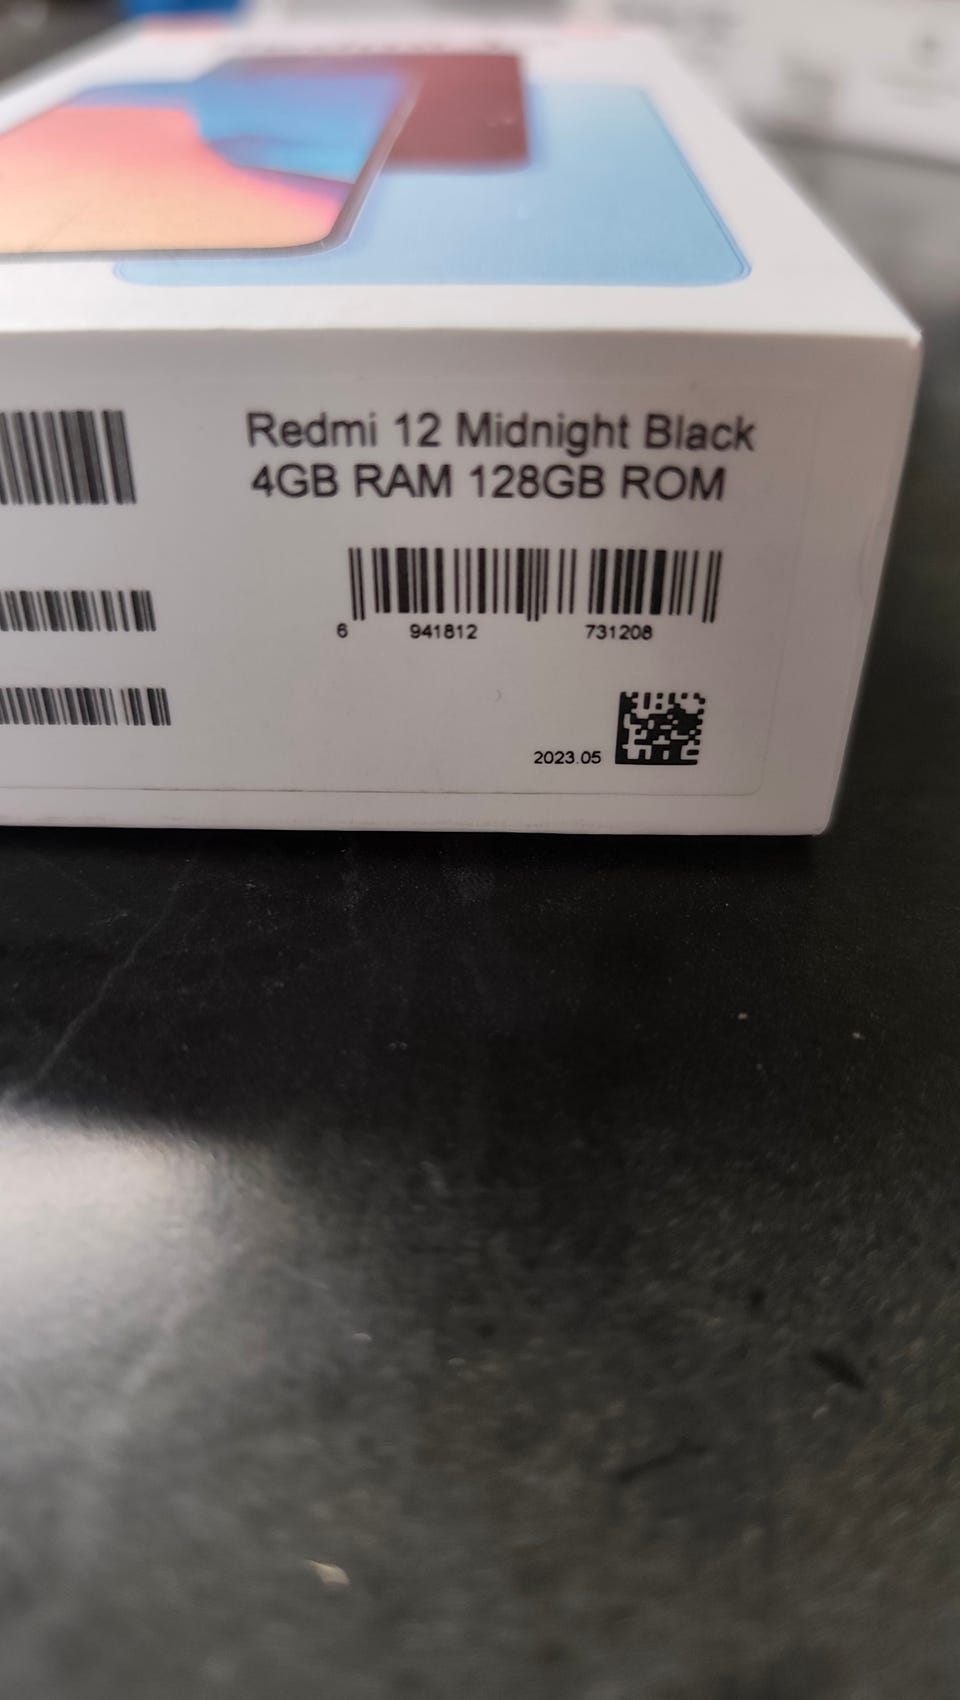 Redmi 12 Midnight Black
4GB RAM 128GB ROM
6 941812 731208
2023.05